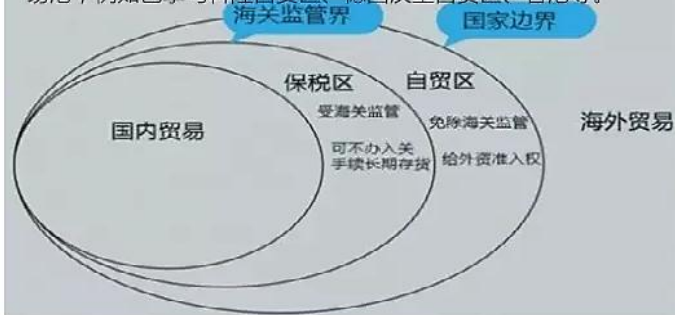 海关监管界
国家边界
保税区
自贸区
国内贸易
受海关监管
免除海关监管
海外贸易
可不办入关
手续长期存货
给外资准入权